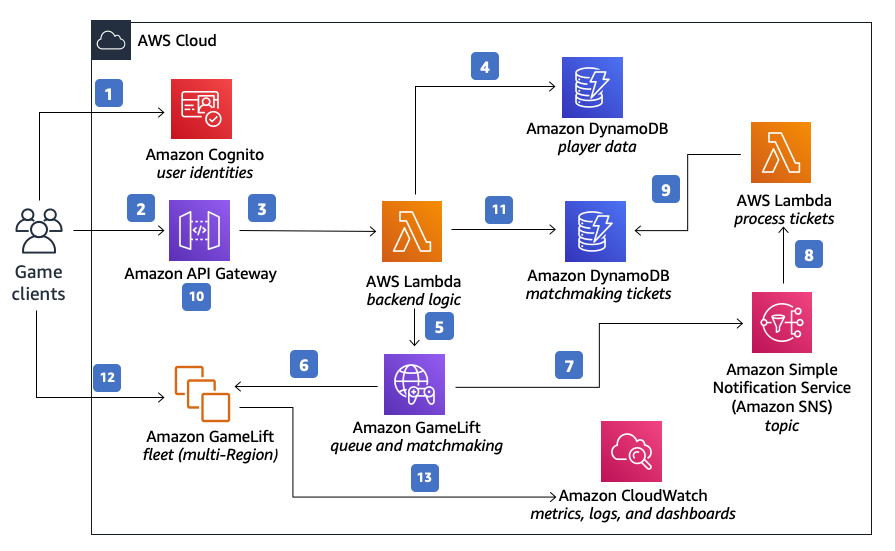 AWS Cloud
1
Amazon Cognito
user identities
4
Amazon DynamoDB
player data
9
AWS Lambda
process tickets
Game
clients
2
Amazon API Gateway
10
3
AWS Lambda
backend logic
11
Amazon DynamoDB
matchmaking tickets
8
5
Amazon GameLift
queue and matchmaking
6
7
Amazon Simple
Notification Service
(Amazon SNS)
topic
12
Amazon GameLift
fleet (multi-Region)
13
Amazon CloudWatch
metrics, logs, and dashboards